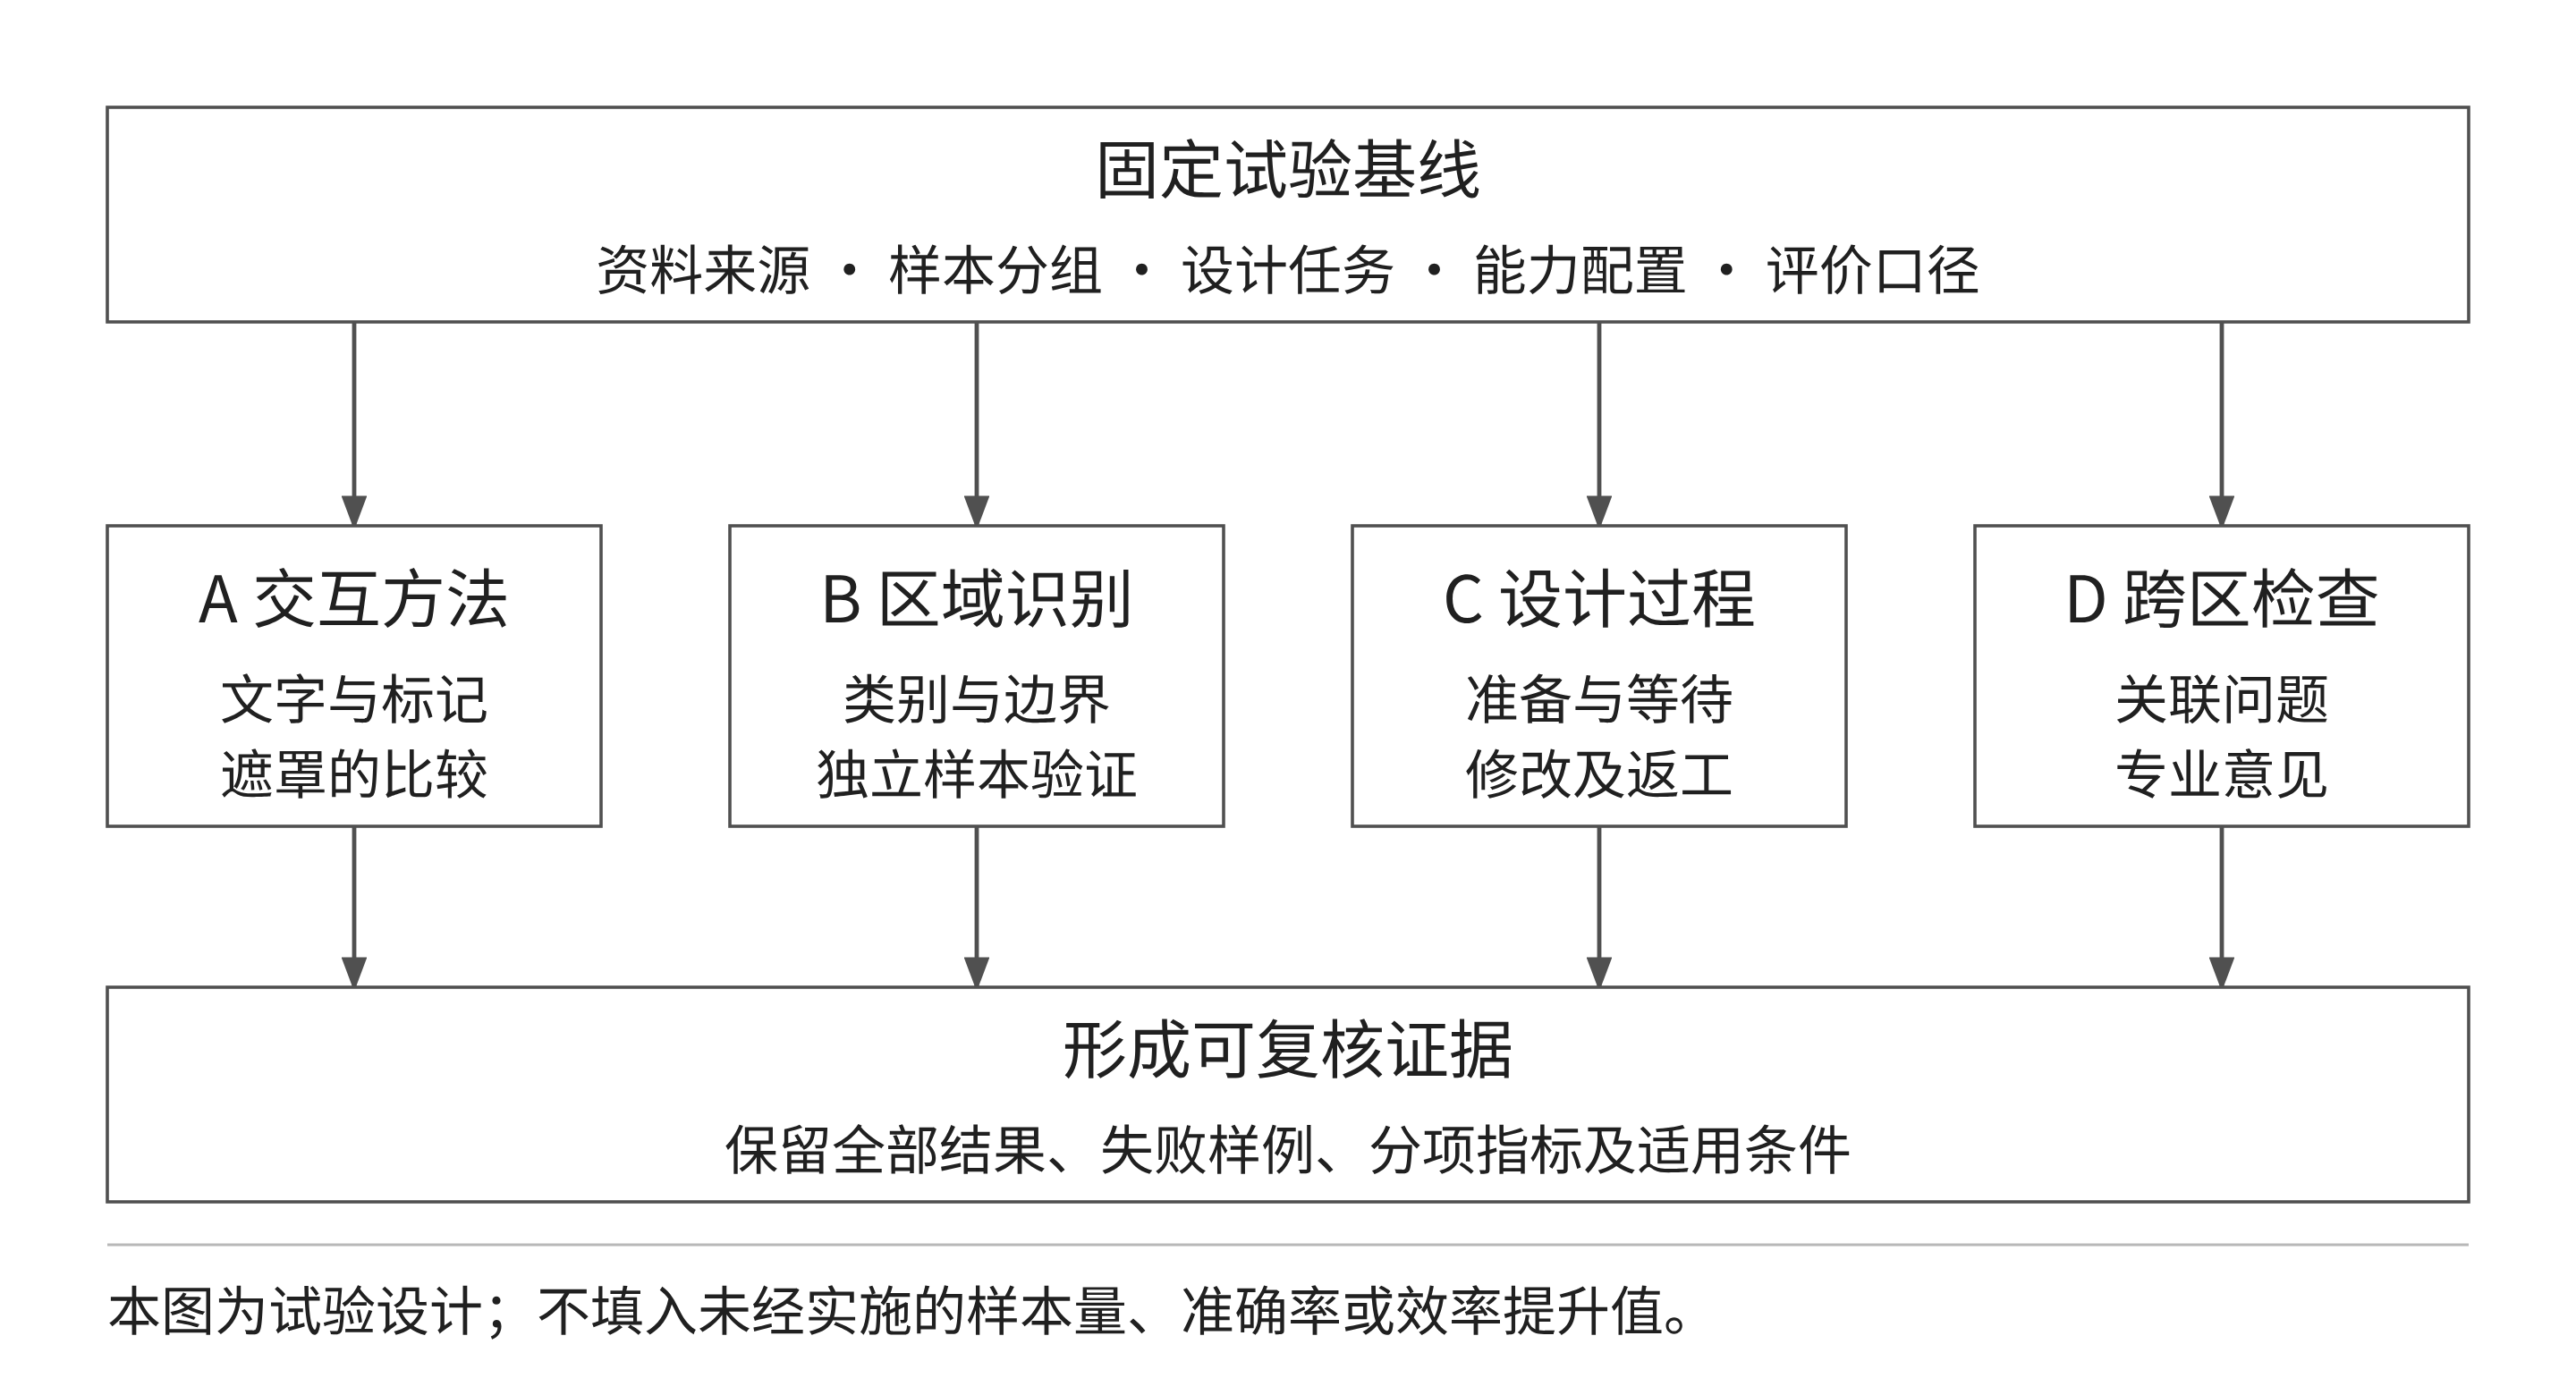 固定试验基线
资料来源 · 样本分组 · 设计任务 · 能力配置 · 评价口径
A 交互方法
文字与标记
遮罩的比较
B 区域识别
类别与边界
独立样本验证
C 设计过程
准备与等待
修改及返工
D 跨区检查
关联问题
专业意见
形成可复核证据
保留全部结果、失败样例、分项指标及适用条件
本图为试验设计；不填入未经实施的样本量、准确率或效率提升值。